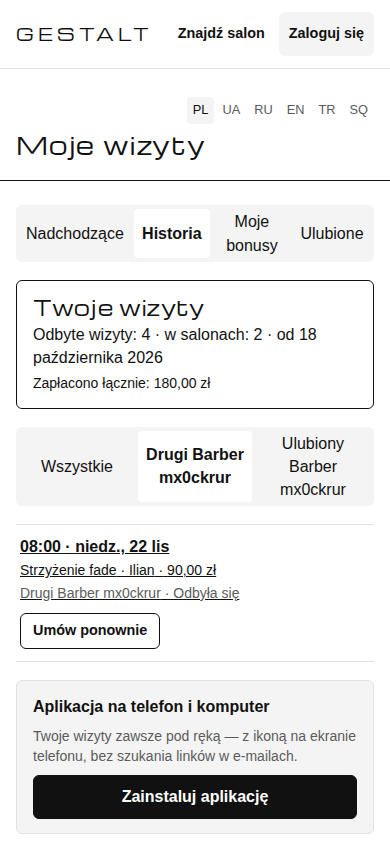 GESTALT
Znajdź salon
Zaloguj się
PL UA RU EN TR SQ
Moje wizyty
Nadchodzące
Historia
Moje
bonusy
Ulubione
Twoje wizyty
Odbyte wizyty: 4 · w salonach: 2 · od 18
października 2026
Zapłacono łącznie: 180,00 zł
Wszystkie
Drugi Barber
mx0ckrur
Ulubiony
Barber
mx0ckrur
08:00 · niedz., 22 lis
Strzyżenie fade · Ilian · 90,00 zł
Drugi Barber mx0ckrur · Odbyła się
Umów ponownie
Aplikacja na telefon i komputer
Twoje wizyty zawsze pod ręką — z ikoną na ekranie
telefonu, bez szukania linków w e-mailach.
Zainstaluj aplikację